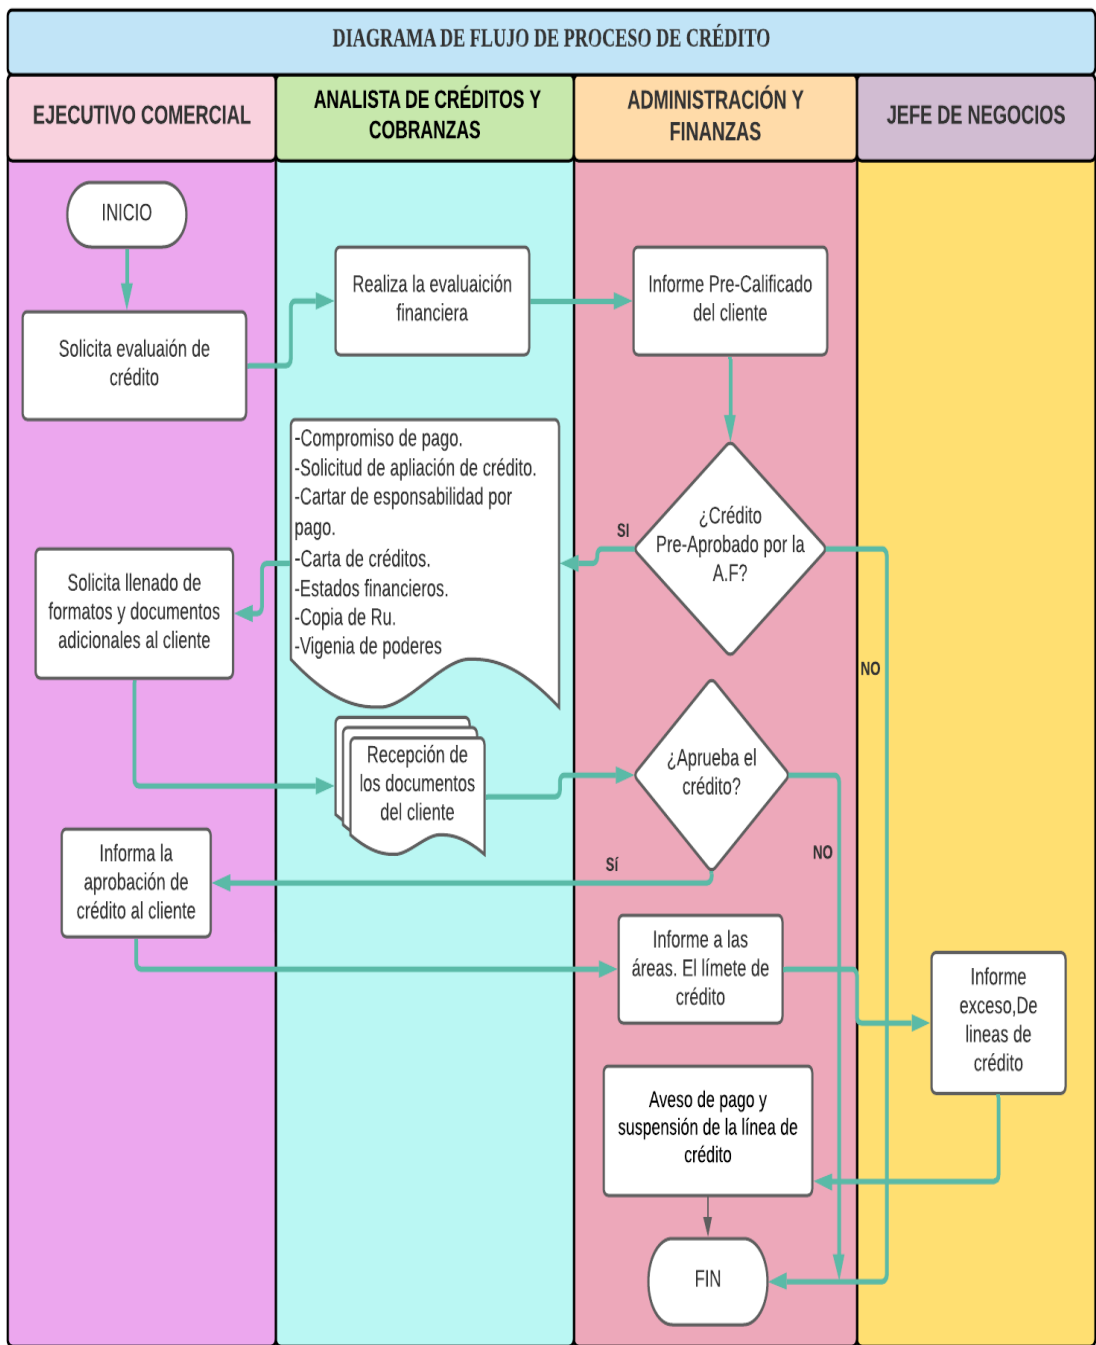 DIAGRAMA DE FLUJO DE PROCESO DE CRÉDITO
EJECUTIVO COMERCIAL
ANALISTA DE CRÉDITOS Y
COBRANZAS
ADMINISTRACIÓN Y
FINANZAS
JEFE DE NEGOCIOS
INICIO
Solicita evaluaión de
crédito
Realiza la evaluaición
financiera
Informe Pre-Calificado
del cliente
¿Crédito
Pre-Aprobado por la
A.F?
SI
NO
-Compromiso de pago.
-Solicitud de apliación de crédito.
-Cartar de esponsabilidad por
pago.
-Carta de créditos.
-Estados financieros.
-Copia de Ru.
-Vigenia de poderes
Solicita llenado de
formatos y documentos
adicionales al cliente
Recepción de
los documentos
del cliente
¿Aprueba el
crédito?
NO
Sí
Informa la
aprobación de
crédito al cliente
Informe a las
áreas. El límete de
crédito
Informe
exceso,De
lineas de
crédito
Aveso de pago y
suspensión de la línea de
crédito
FIN